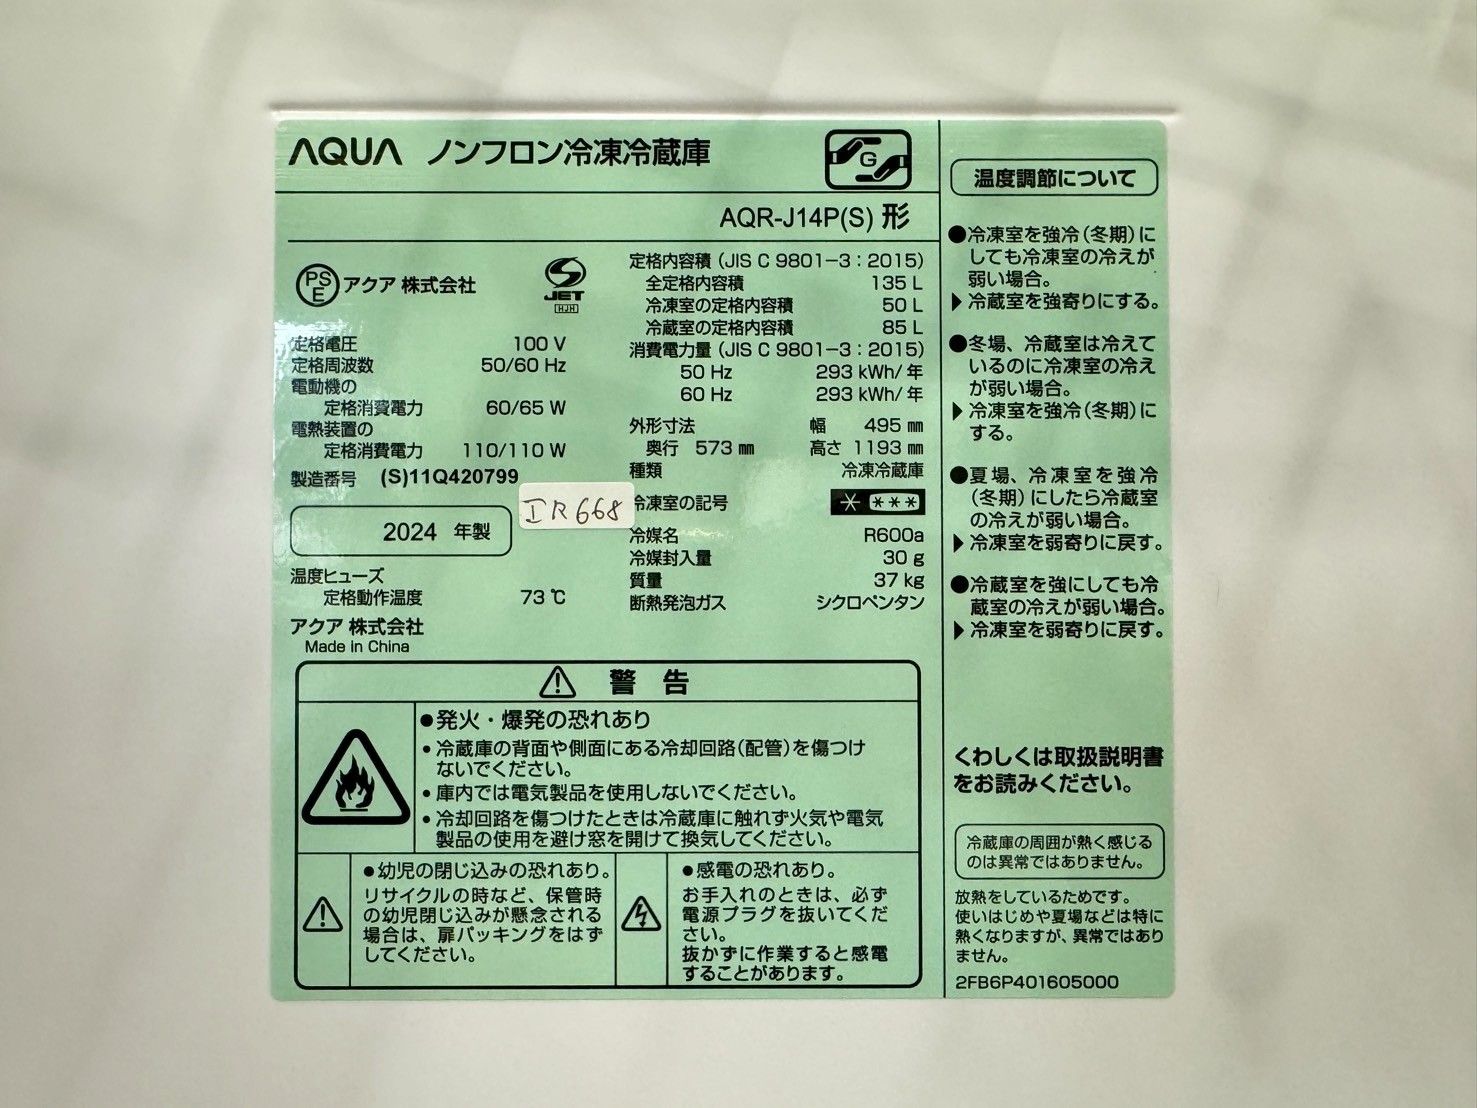 AQUA ノンフロン冷凍冷蔵庫
G
AQR-J14P(S) 形
PSE アクア 株式会社
JET
HJH
定格電圧 100 V
定格周波数 50/60 Hz
電動機の
定格消費電力 60/65 W
電熱装置の
定格消費電力 110/110 W
製造番号 (S)11Q420799
IR668
2024 年製
温度ヒューズ
定格動作温度 73 ℃
アクア 株式会社
Made in China
定格内容積 (JIS C 9801-3:2015)
全定格内容積 135 L
冷凍室の定格内容積 50 L
冷蔵室の定格内容積 85 L
消費電力量 (JIS C 9801-3:2015)
50 Hz 293 kWh/年
60 Hz 293 kWh/年
外形寸法 幅 495 ㎜
奥行 573 ㎜ 高さ 1193 ㎜
種類 冷凍冷蔵庫
冷凍室の記号 * ***
冷媒名 R600a
冷媒封入量 30 g
質量 37 kg
断熱発泡ガス シクロペンタン
⚠ 警告
●発火・爆発の恐れあり
・冷蔵庫の背面や側面にある冷却回路(配管)を傷つけ
ないでください。
・庫内では電気製品を使用しないでください。
・冷却回路を傷つけたときは冷蔵庫に触れず火気や電気
製品の使用を避け窓を開けて換気してください。
●幼児の閉じ込みの恐れあり。
リサイクルの時など、保管時
の幼児閉じ込みが懸念される
場合は、扉パッキングをはず
してください。
●感電の恐れあり。
お手入れのときは、必ず
電源プラグを抜いてくだ
さい。
抜かずに作業すると感電
することがあります。
温度調節について
●冷凍室を強冷(冬期)に
しても冷凍室の冷えが
弱い場合。
▶冷蔵室を強寄りにする。
●冬場、冷蔵室は冷えて
いるのに冷凍室の冷え
が弱い場合。
▶冷凍室を強冷(冬期)に
する。
●夏場、冷凍室を強冷
(冬期)にしたら冷蔵室
の冷えが弱い場合。
▶冷凍室を弱寄りに戻す。
●冷蔵室を強にしても冷
蔵室の冷えが弱い場合。
▶冷凍室を弱寄りに戻す。
くわしくは取扱説明書
をお読みください。
冷蔵庫の周囲が熱く感じる
のは異常ではありません。
放熱をしているためです。
使いはじめや夏場などは特に
熱くなりますが、異常ではあり
ません。
2FB6P401605000